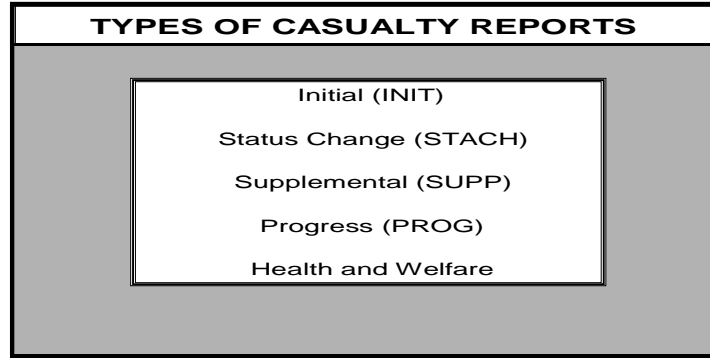 TYPES OF CASUALTY REPORTS
Initial (INIT)
Status Change (STACH)
Supplemental (SUPP)
Progress (PROG)
Health and Welfare